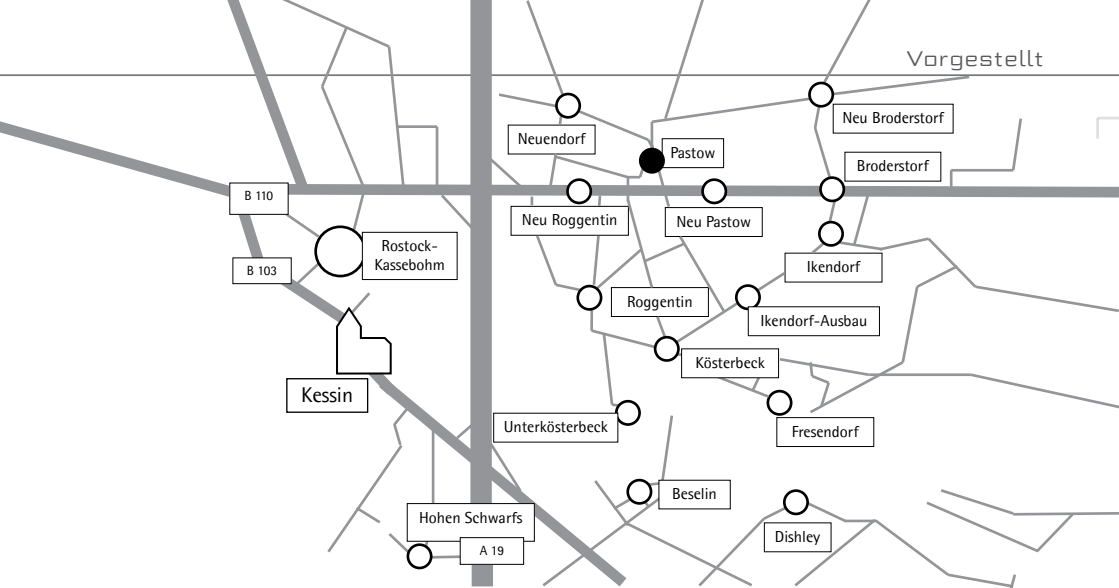 Vorgestellt
Neu Broderstorf
Neuendorf
Pastow
Broderstorf
B 110
Neu Roggentin
Neu Pastow
Rostock-
Kassebohm
B 103
Ikendorf
Roggentin
Ikendorf-Ausbau
Kösterbeck
Kessin
Unterkösterbeck
Fresendorf
Beselin
Hohen Schwarfs
Dishley
A 19